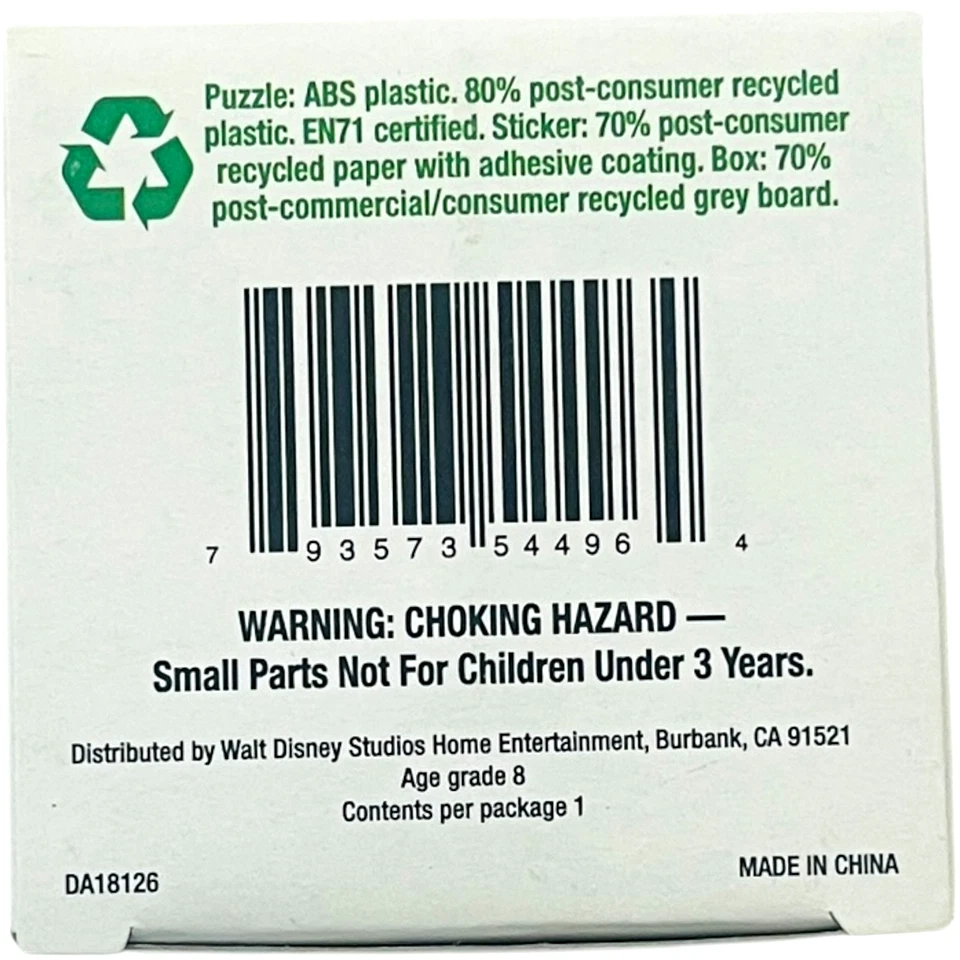 Puzzle: ABS plastic. 80% post-consumer recycled
plastic. EN71 certified. Sticker: 70% post-consumer
recycled paper with adhesive coating. Box: 70%
post-commercial/consumer recycled grey board.
7 93573 54496 4
WARNING: CHOKING HAZARD —
Small Parts Not For Children Under 3 Years.
Distributed by Walt Disney Studios Home Entertainment, Burbank, CA 91521
Age grade 8
Contents per package 1
DA18126
MADE IN CHINA